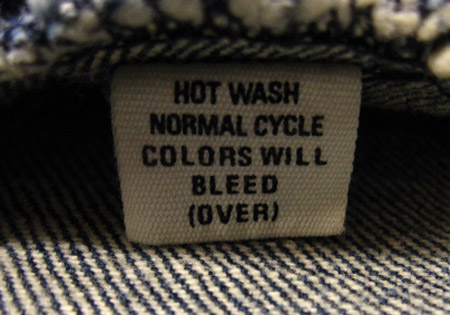 HOT WASH
NORMAL CYCLE
COLORS WILL
BLEED
(OVER)